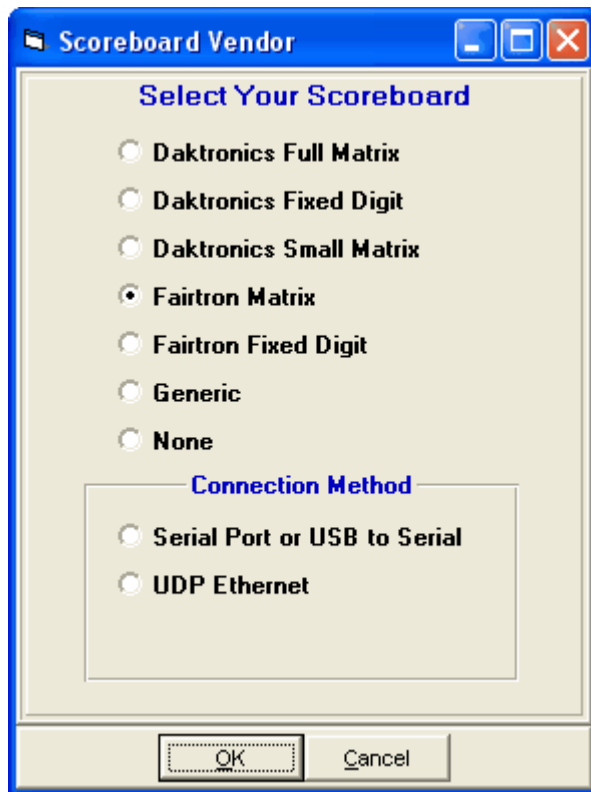 Scoreboard Vendor
Select Your Scoreboard
Daktronics Full Matrix
Daktronics Fixed Digit
Daktronics Small Matrix
Fairtron Matrix
Fairtron Fixed Digit
Generic
None
Connection Method
Serial Port or USB to Serial
UDP Ethernet
OK Cancel